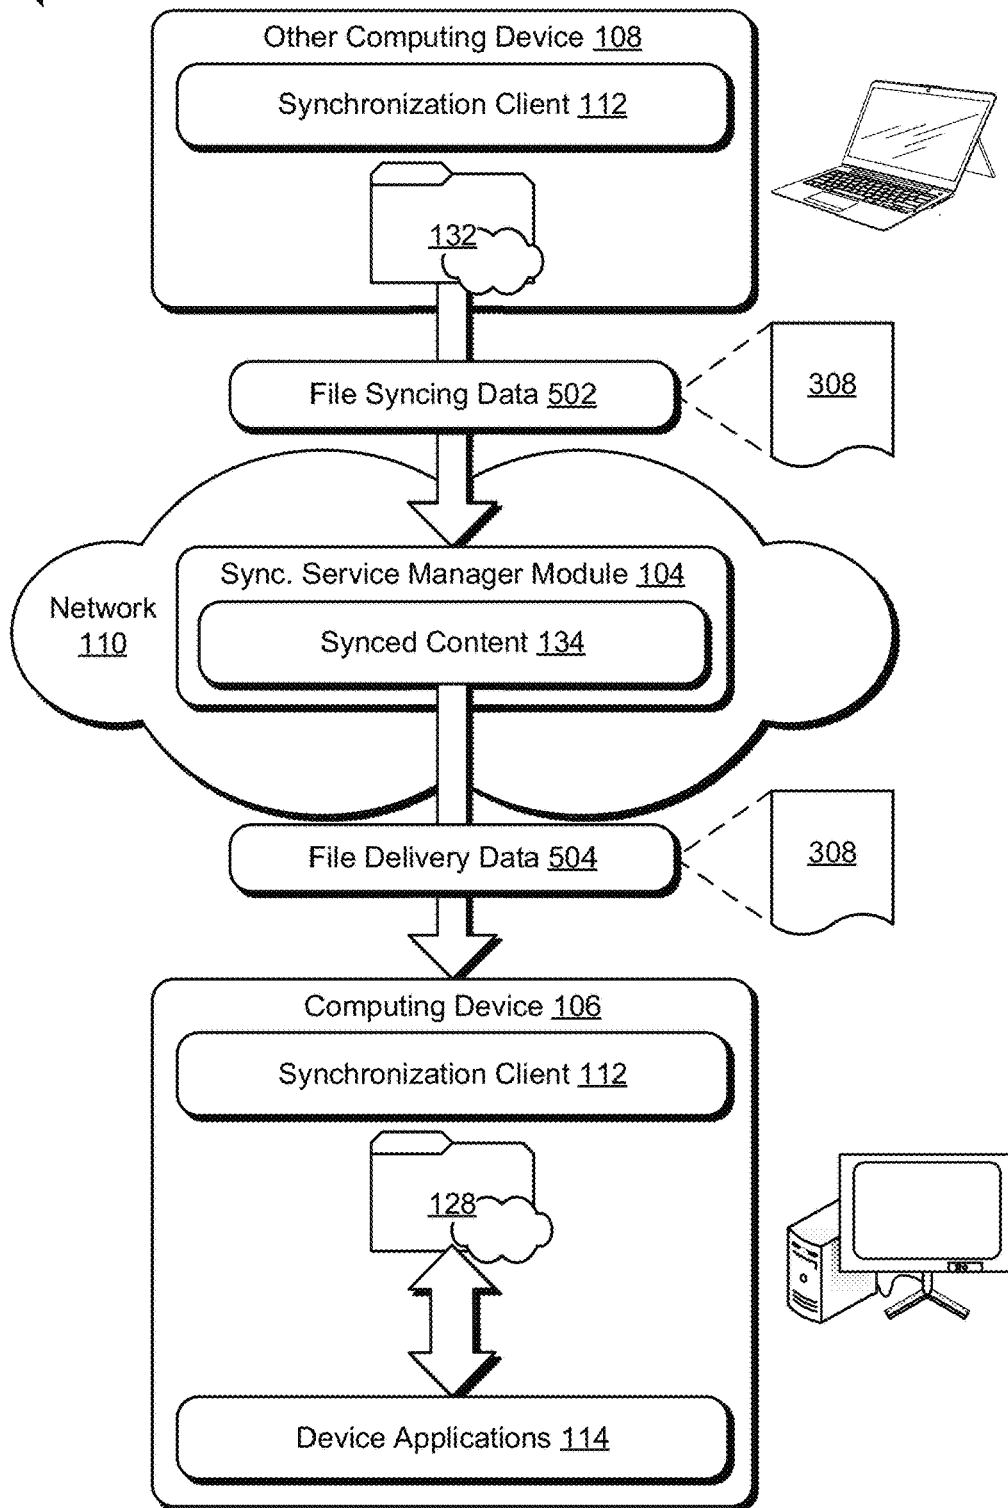 Other Computing Device 108
Synchronization Client 112
132
File Syncing Data 502
308
Sync. Service Manager Module 104
Network
110
Synced Content 134
File Delivery Data 504
308
Computing Device 106
Synchronization Client 112
128
Device Applications 114